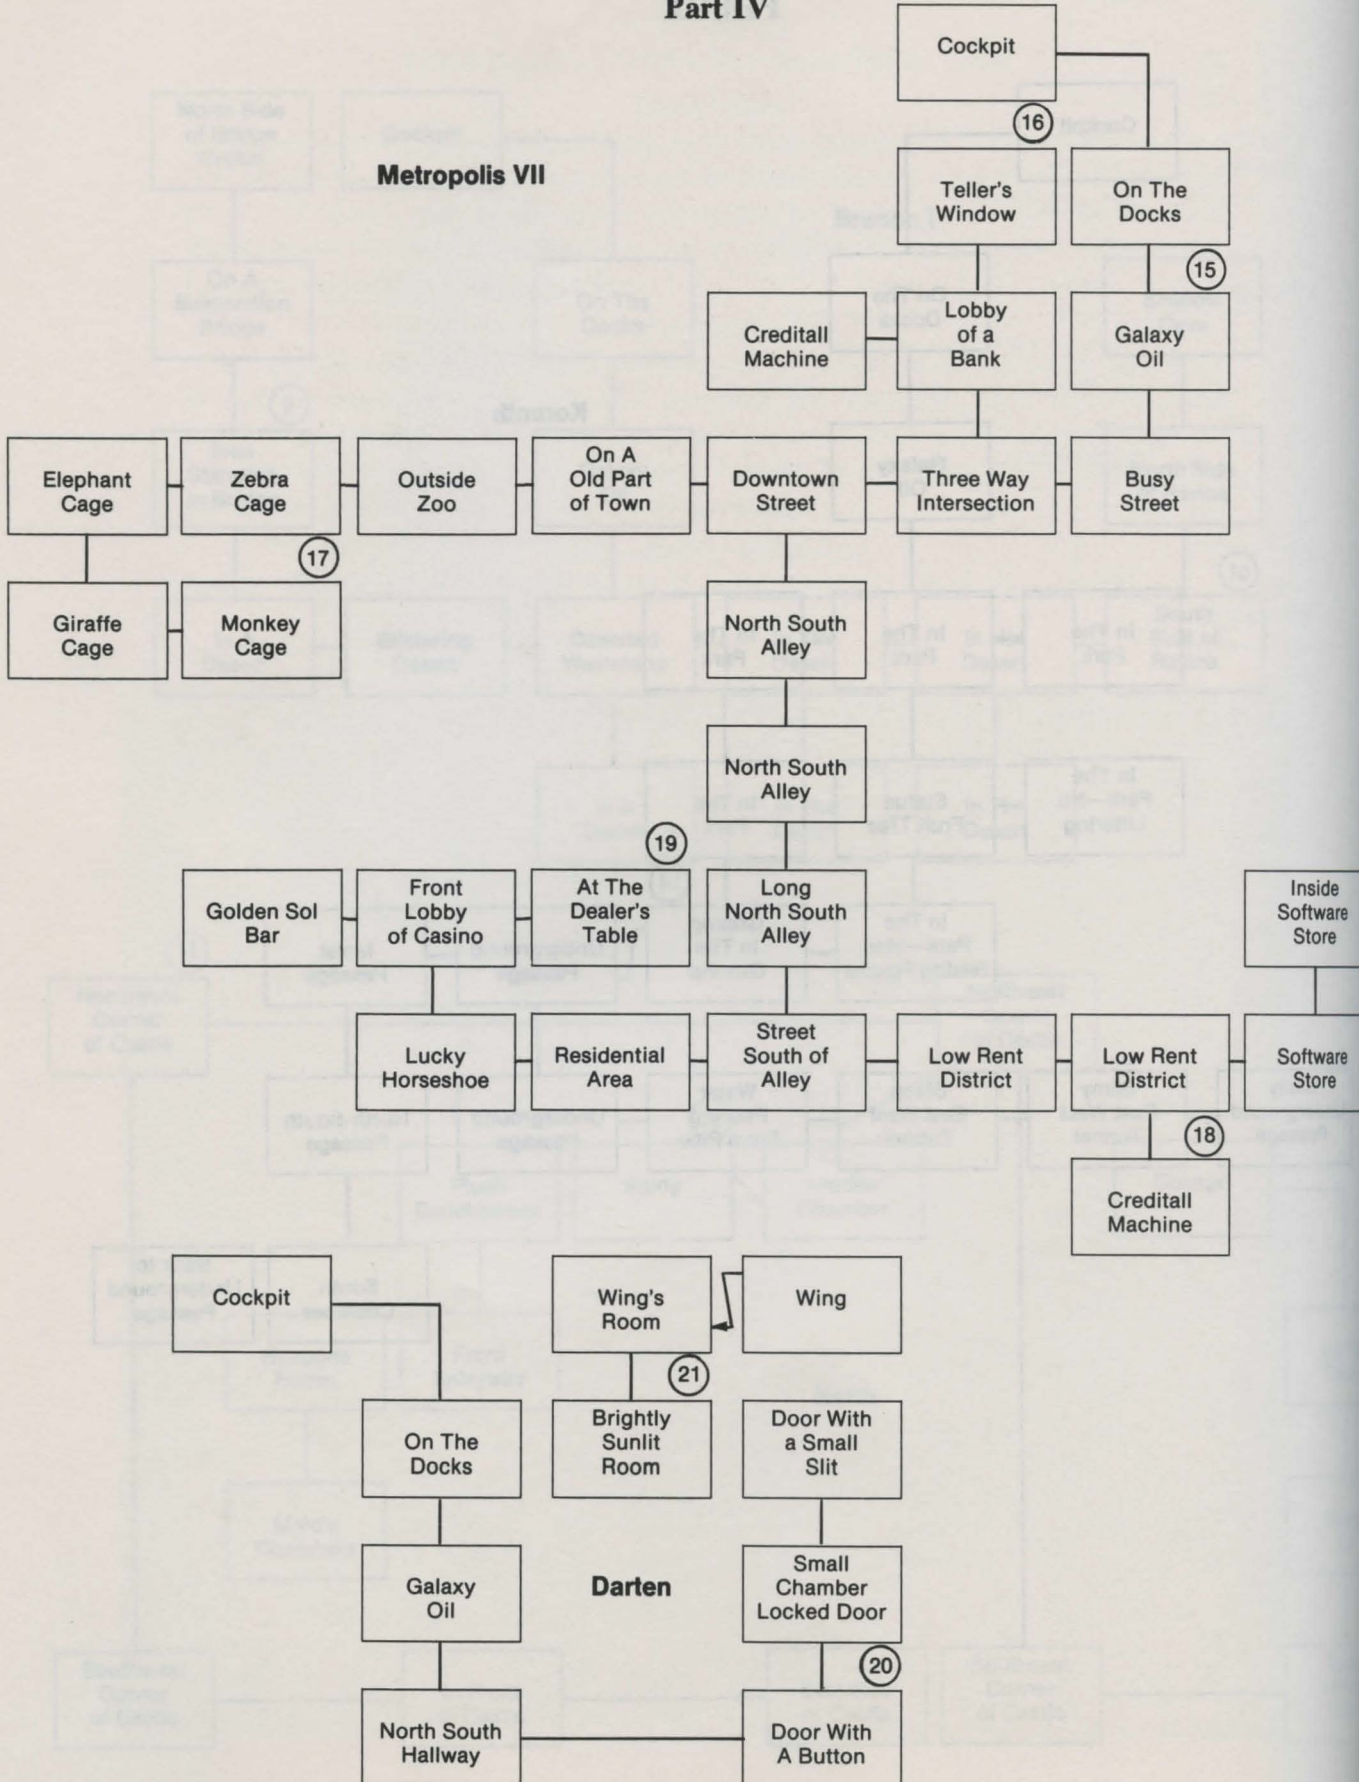 Part IV
Cockpit
16
Metropolis VII
Teller's
Window
On The
Docks
15
Creditall
Machine
Lobby
of a
Bank
Galaxy
Oil
Elephant
Cage
Zebra
Cage
Outside
Zoo
On A
Old Part
of Town
Downtown
Street
Three Way
Intersection
Busy
Street
17
Giraffe
Cage
Monkey
Cage
North South
Alley
North South
Alley
19
Golden Sol
Bar
Front
Lobby
of Casino
At The
Dealer's
Table
Long
North South
Alley
Inside
Software
Store
Lucky
Horseshoe
Residential
Area
Street
South of
Alley
Low Rent
District
Low Rent
District
Software
Store
18
Creditall
Machine
Cockpit
Wing's
Room
Wing
21
On The
Docks
Brightly
Sunlit
Room
Door With
a Small
Slit
Galaxy
Oil
Darten
Small
Chamber
Locked Door
20
North South
Hallway
Door With
A Button